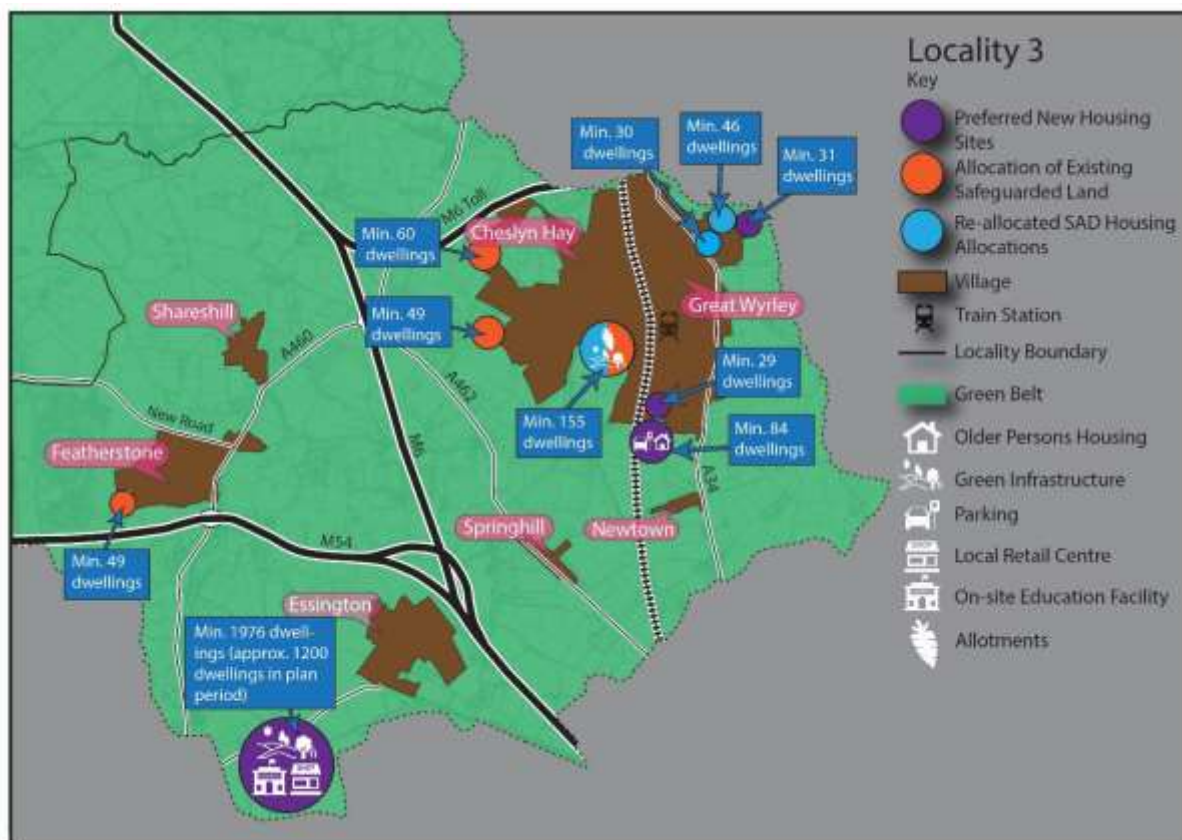 Locality 3
Key
Preferred New Housing
Sites
Allocation of Existing
Safeguarded Land
Re-allocated SAD Housing
Allocations
Village
Train Station
Locality Boundary
Green Belt
Older Persons Housing
Green Infrastructure
Parking
SHOP
Local Retail Centre
On-site Education Facility
Allotments
Min. 30
dwellings
Min. 46
dwellings
Min. 31
dwellings
M6 Toll
Min. 60
dwellings
Cheslyn Hay
Great Wyrley
Shareshill
A460
Min. 49
dwellings
A462
Min. 29
dwellings
Min. 155
dwellings
Min. 84
dwellings
New Road
Featherstone
M6
A34
Springhill
Newtown
M54
Min. 49
dwellings
Essington
Min. 1976 dwell-
ings (approx. 1200
dwellings in plan
period)
SHOP